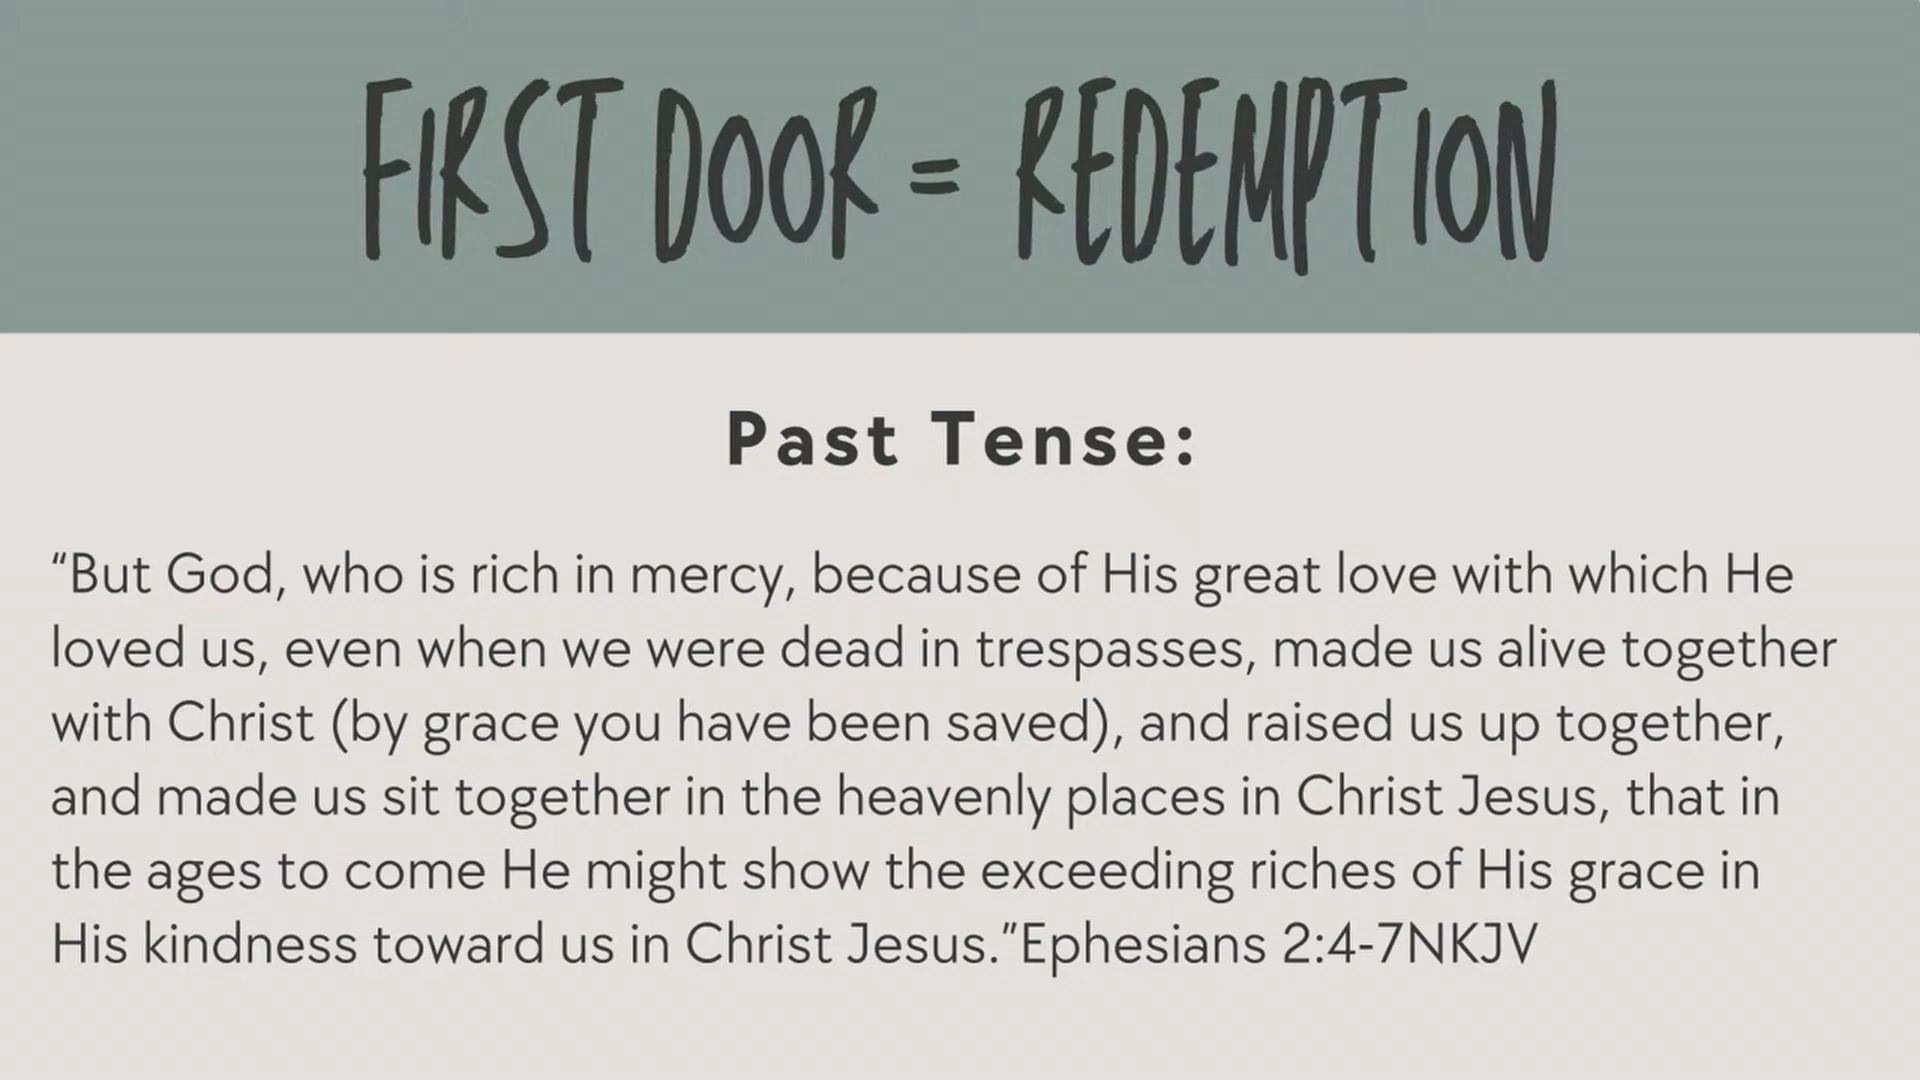 FIRST DOOR = REDEMPTION
Past Tense:
“But God, who is rich in mercy, because of His great love with which He
loved us, even when we were dead in trespasses, made us alive together
with Christ (by grace you have been saved), and raised us up together,
and made us sit together in the heavenly places in Christ Jesus, that in
the ages to come He might show the exceeding riches of His grace in
His kindness toward us in Christ Jesus.”Ephesians 2:4-7NKJV